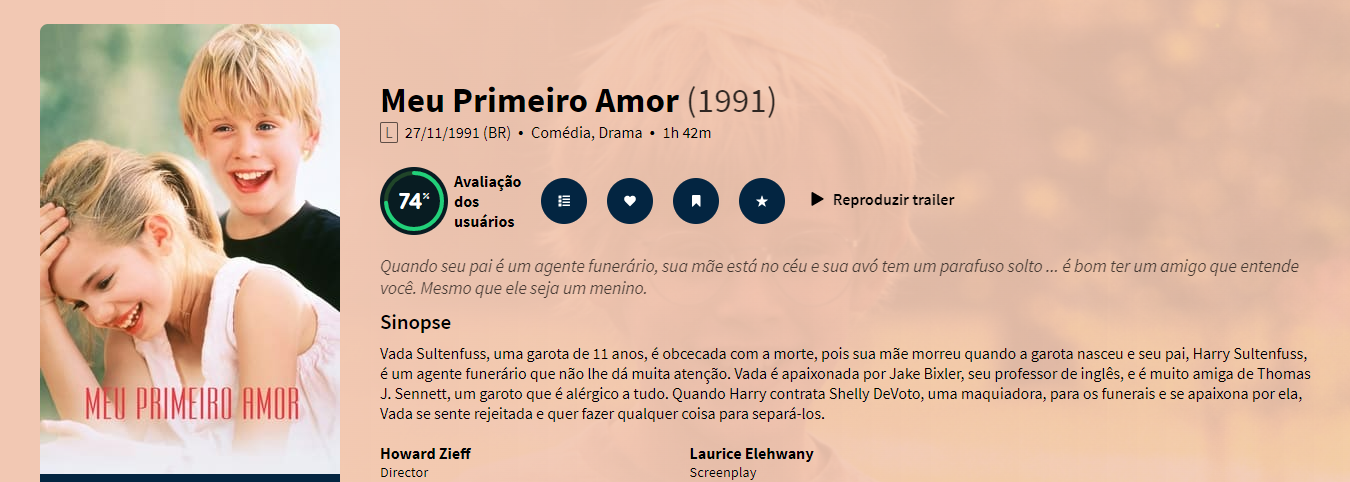 MEU PRIMEIRO AMOR
Meu Primeiro Amor (1991)
L 27/11/1991 (BR) • Comédia, Drama • 1h 42m
74%
Avaliação
dos
usuários
Reproduzir trailer
Quando seu pai é um agente funerário, sua mãe está no céu e sua avó tem um parafuso solto ... é bom ter um amigo que entende
você. Mesmo que ele seja um menino.
Sinopse
Vada Sultenfuss, uma garota de 11 anos, é obcecada com a morte, pois sua mãe morreu quando a garota nasceu e seu pai, Harry Sultenfuss,
é um agente funerário que não lhe dá muita atenção. Vada é apaixonada por Jake Bixler, seu professor de inglês, e é muito amiga de Thomas
J. Sennett, um garoto que é alérgico a tudo. Quando Harry contrata Shelly DeVoto, uma maquiadora, para os funerais e se apaixona por ela,
Vada se sente rejeitada e quer fazer qualquer coisa para separá-los.
Howard Zieff
Director
Laurice Elehwany
Screenplay